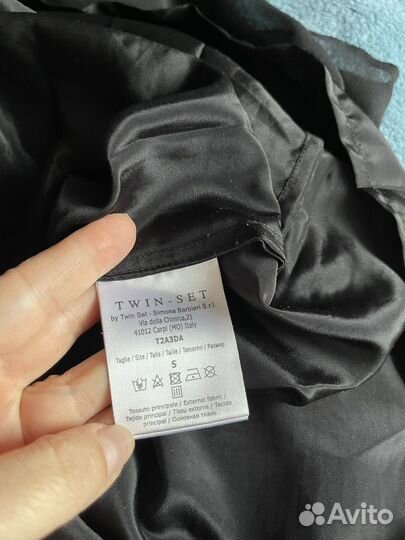 TWIN-SET
by Twin Set - Simona Barbieri S.r.l.
Via della Chimica,21
41012 Carpi (MO) Italy
T2A3DA
Taglia / Size / Talla / Taille / Tamanho / Размер
S
Tessuto principale / External fabric /
Tejido principal / Tissu externe / Tecido
principal / Основная ткань
Avito